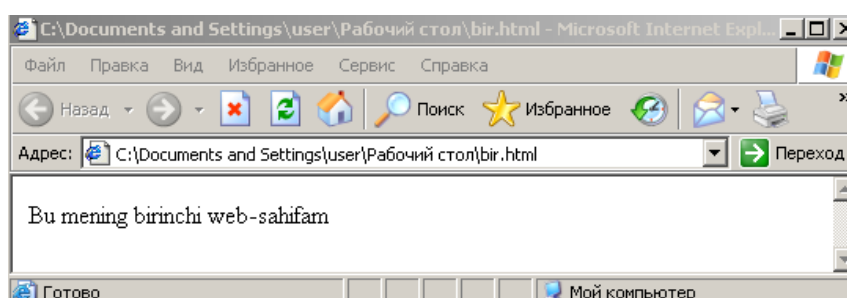 C:\Documents and Settings\user\Рабочий стол\bir.html - Microsoft Internet Expl...
Файл Правка Вид Избранное Сервис Справка
Назад Поиск Избранное »
Адрес: C:\Documents and Settings\user\Рабочий стол\bir.html Переход
Bu mening birinchi web-sahifam
Готово Мой компьютер